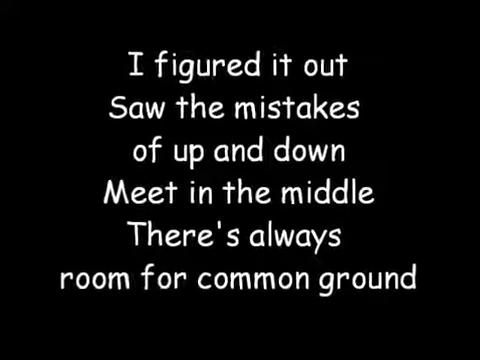 I figured it out
Saw the mistakes
of up and down
Meet in the middle
There's always
room for common ground